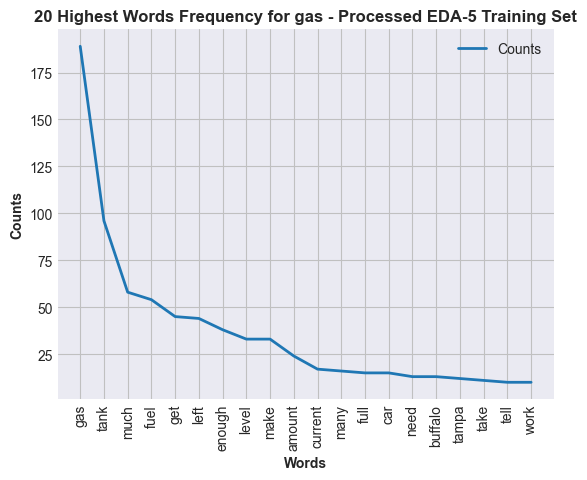 20 Highest Words Frequency for gas - Processed EDA-5 Training Set
Counts
175
150
125
100
75
50
25
Counts
gas
tank
much
fuel
get
left
enough
level
make
amount
current
many
full
car
need
buffalo
tampa
take
tell
work
Words